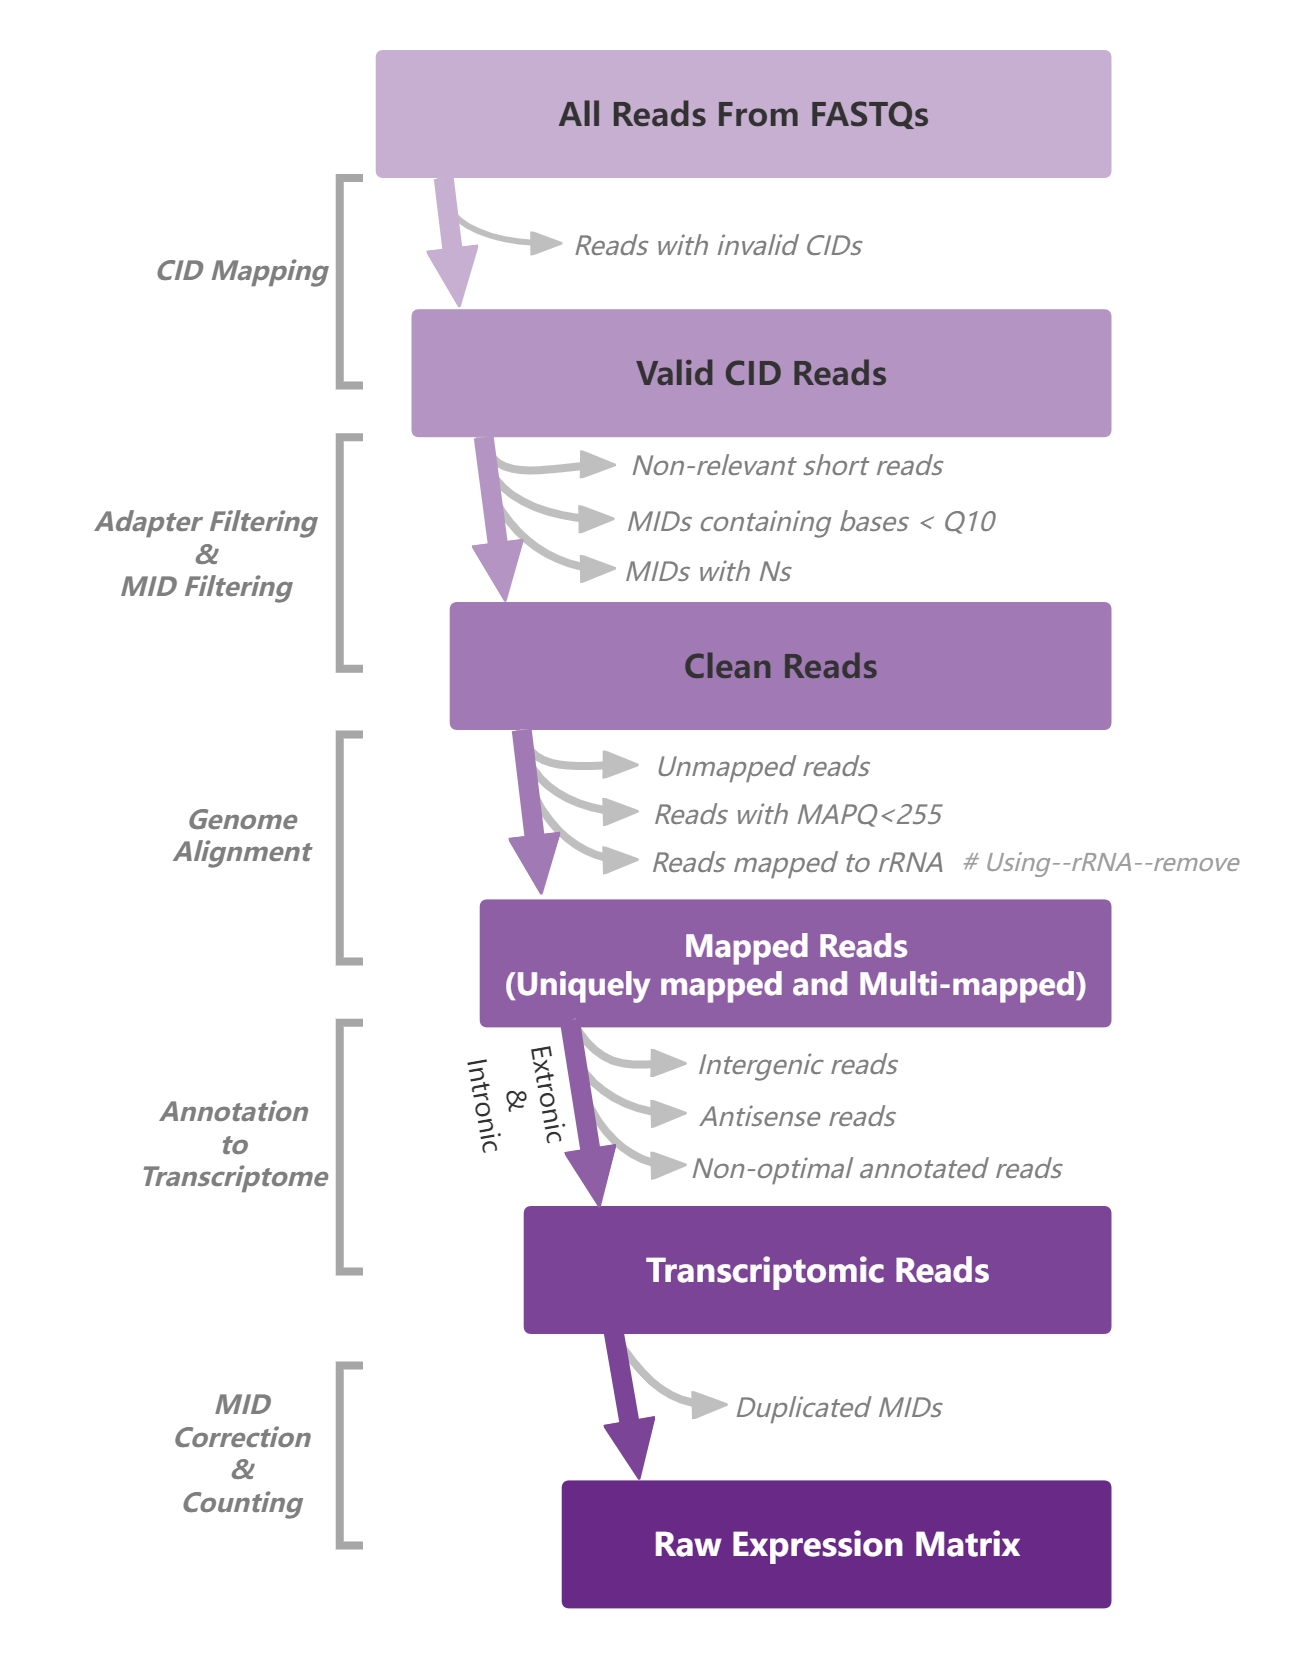 All Reads From FASTQs
CID Mapping
Reads with invalid CIDs
Valid CID Reads
Adapter Filtering
&
MID Filtering
Non-relevant short reads
MIDs containing bases < Q10
MIDs with Ns
Clean Reads
Genome
Alignment
Unmapped reads
Reads with MAPQ<255
Reads mapped to rRNA # Using--rRNA--remove
Mapped Reads
(Uniquely mapped and Multi-mapped)
Annotation
to
Transcriptome
Extronic
&
Intronic
Intergenic reads
Antisense reads
Non-optimal annotated reads
Transcriptomic Reads
MID
Correction
&
Counting
Duplicated MIDs
Raw Expression Matrix